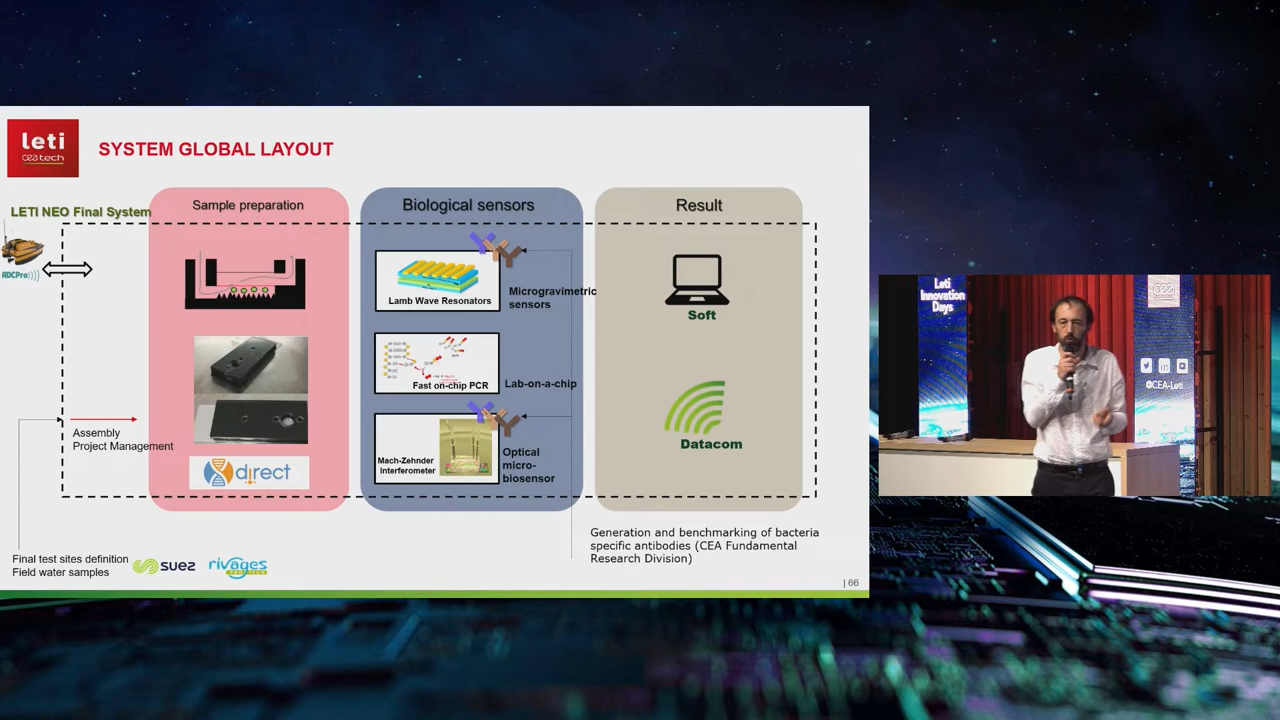 leti
cea tech
SYSTEM GLOBAL LAYOUT
LETI NEO Final System
ADCPro
Sample preparation
Biological sensors
Result
Lamb Wave Resonators
Microgravimetric
sensors
Fast on-chip PCR
Lab-on-a-chip
Mach-Zehnder
Interferometer
Optical
micro-
biosensor
Soft
Datacom
Assembly
Project Management
direct
Final test sites definition
Field water samples
suez
rivages
Generation and benchmarking of bacteria
specific antibodies (CEA Fundamental
Research Division)
| 66
Leti
Innovation
Days
cea
@CEA-Leti